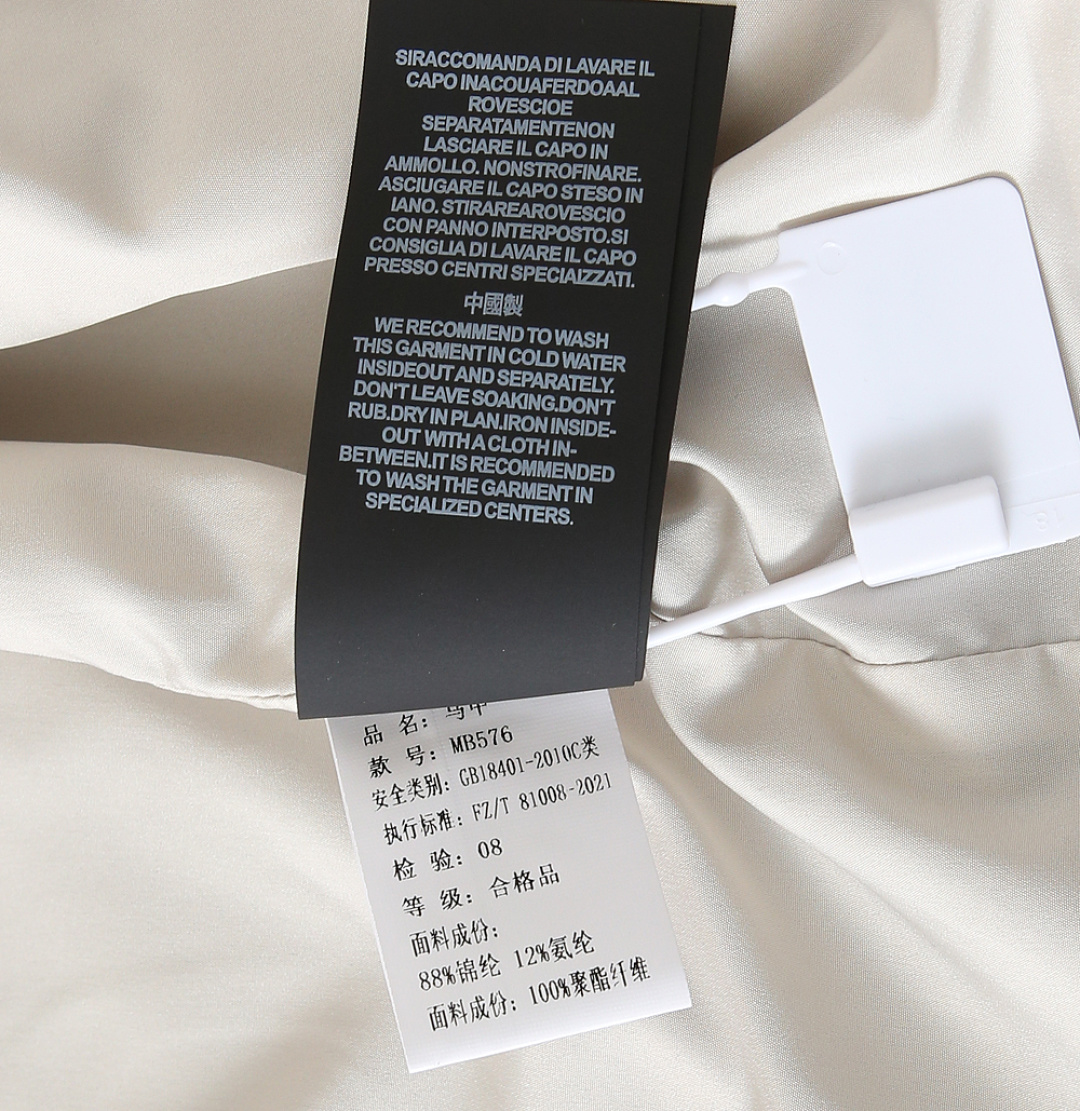 SIRACCOMANDA DI LAVARE IL
CAPO INACOUAFERDOAAL
ROVESCIOE
SEPARATAMENTENON
LASCIARE IL CAPO IN
AMMOLLO. NONSTROFINARE.
ASCIUGARE IL CAPO STESO IN
IANO. STIRAREAROVESCIO
CON PANNO INTERPOSTO.SI
CONSIGLIA DI LAVARE IL CAPO
PRESSO CENTRI SPECIAIZZATI.
中國製
WE RECOMMEND TO WASH
THIS GARMENT IN COLD WATER
INSIDEOUT AND SEPARATELY.
DON'T LEAVE SOAKING.DON'T
RUB.DRY IN PLAN.IRON INSIDE-
OUT WITH A CLOTH IN-
BETWEEN.IT IS RECOMMENDED
TO WASH THE GARMENT IN
SPECIALIZED CENTERS.
品 名: 马甲
款 号: MB576
安全类别: GB18401-2010C类
执行标准: FZ/T 81008-2021
检 验: 08
等 级: 合格品
面料成份:
88%锦纶 12%氨纶
面料成份: 100%聚酯纤维